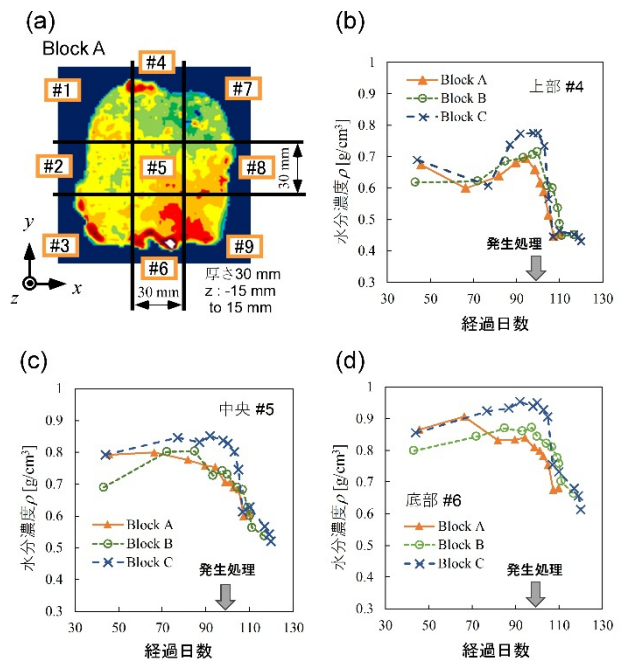 (a)
Block A
#1
#4
#7
#2
#5
#8
#3
#6
#9
30 mm
30 mm
y
z
x
厚さ30 mm
z : -15 mm
to 15 mm
(b)
上部 #4
Block A
Block B
Block C
水分濃度ρ [g/cm³]
1
0.9
0.8
0.7
0.6
0.5
0.4
0.3
発生処理
30 50 70 90 110 130
経過日数
(c)
中央 #5
水分濃度ρ [g/cm³]
1
0.9
0.8
0.7
0.6
0.5
0.4
0.3
Block A
Block B
Block C
発生処理
30 50 70 90 110 130
経過日数
(d)
底部 #6
水分濃度ρ [g/cm³]
1
0.9
0.8
0.7
0.6
0.5
0.4
0.3
Block A
Block B
Block C
発生処理
30 50 70 90 110 130
経過日数